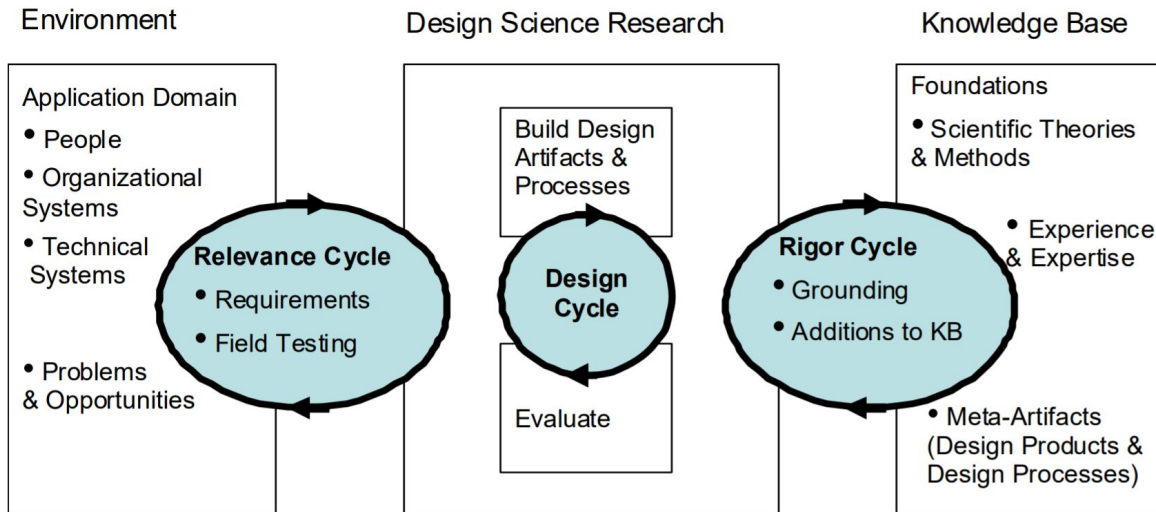 Environment
Design Science Research
Knowledge Base
Application Domain
• People
• Organizational
Systems
• Technical
Systems
• Problems
& Opportunities
Relevance Cycle
• Requirements
• Field Testing
Build Design
Artifacts &
Processes
Design
Cycle
Evaluate
Rigor Cycle
• Grounding
• Additions to KB
Foundations
• Scientific Theories
& Methods
• Experience
& Expertise
• Meta-Artifacts
(Design Products &
Design Processes)